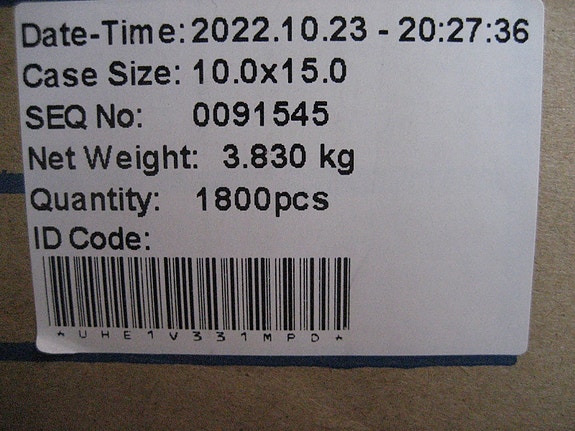 Date-Time: 2022.10.23 - 20:27:36
Case Size: 10.0x15.0
SEQ No: 0091545
Net Weight: 3.830 kg
Quantity: 1800pcs
ID Code:
*UHE1V331MPD*